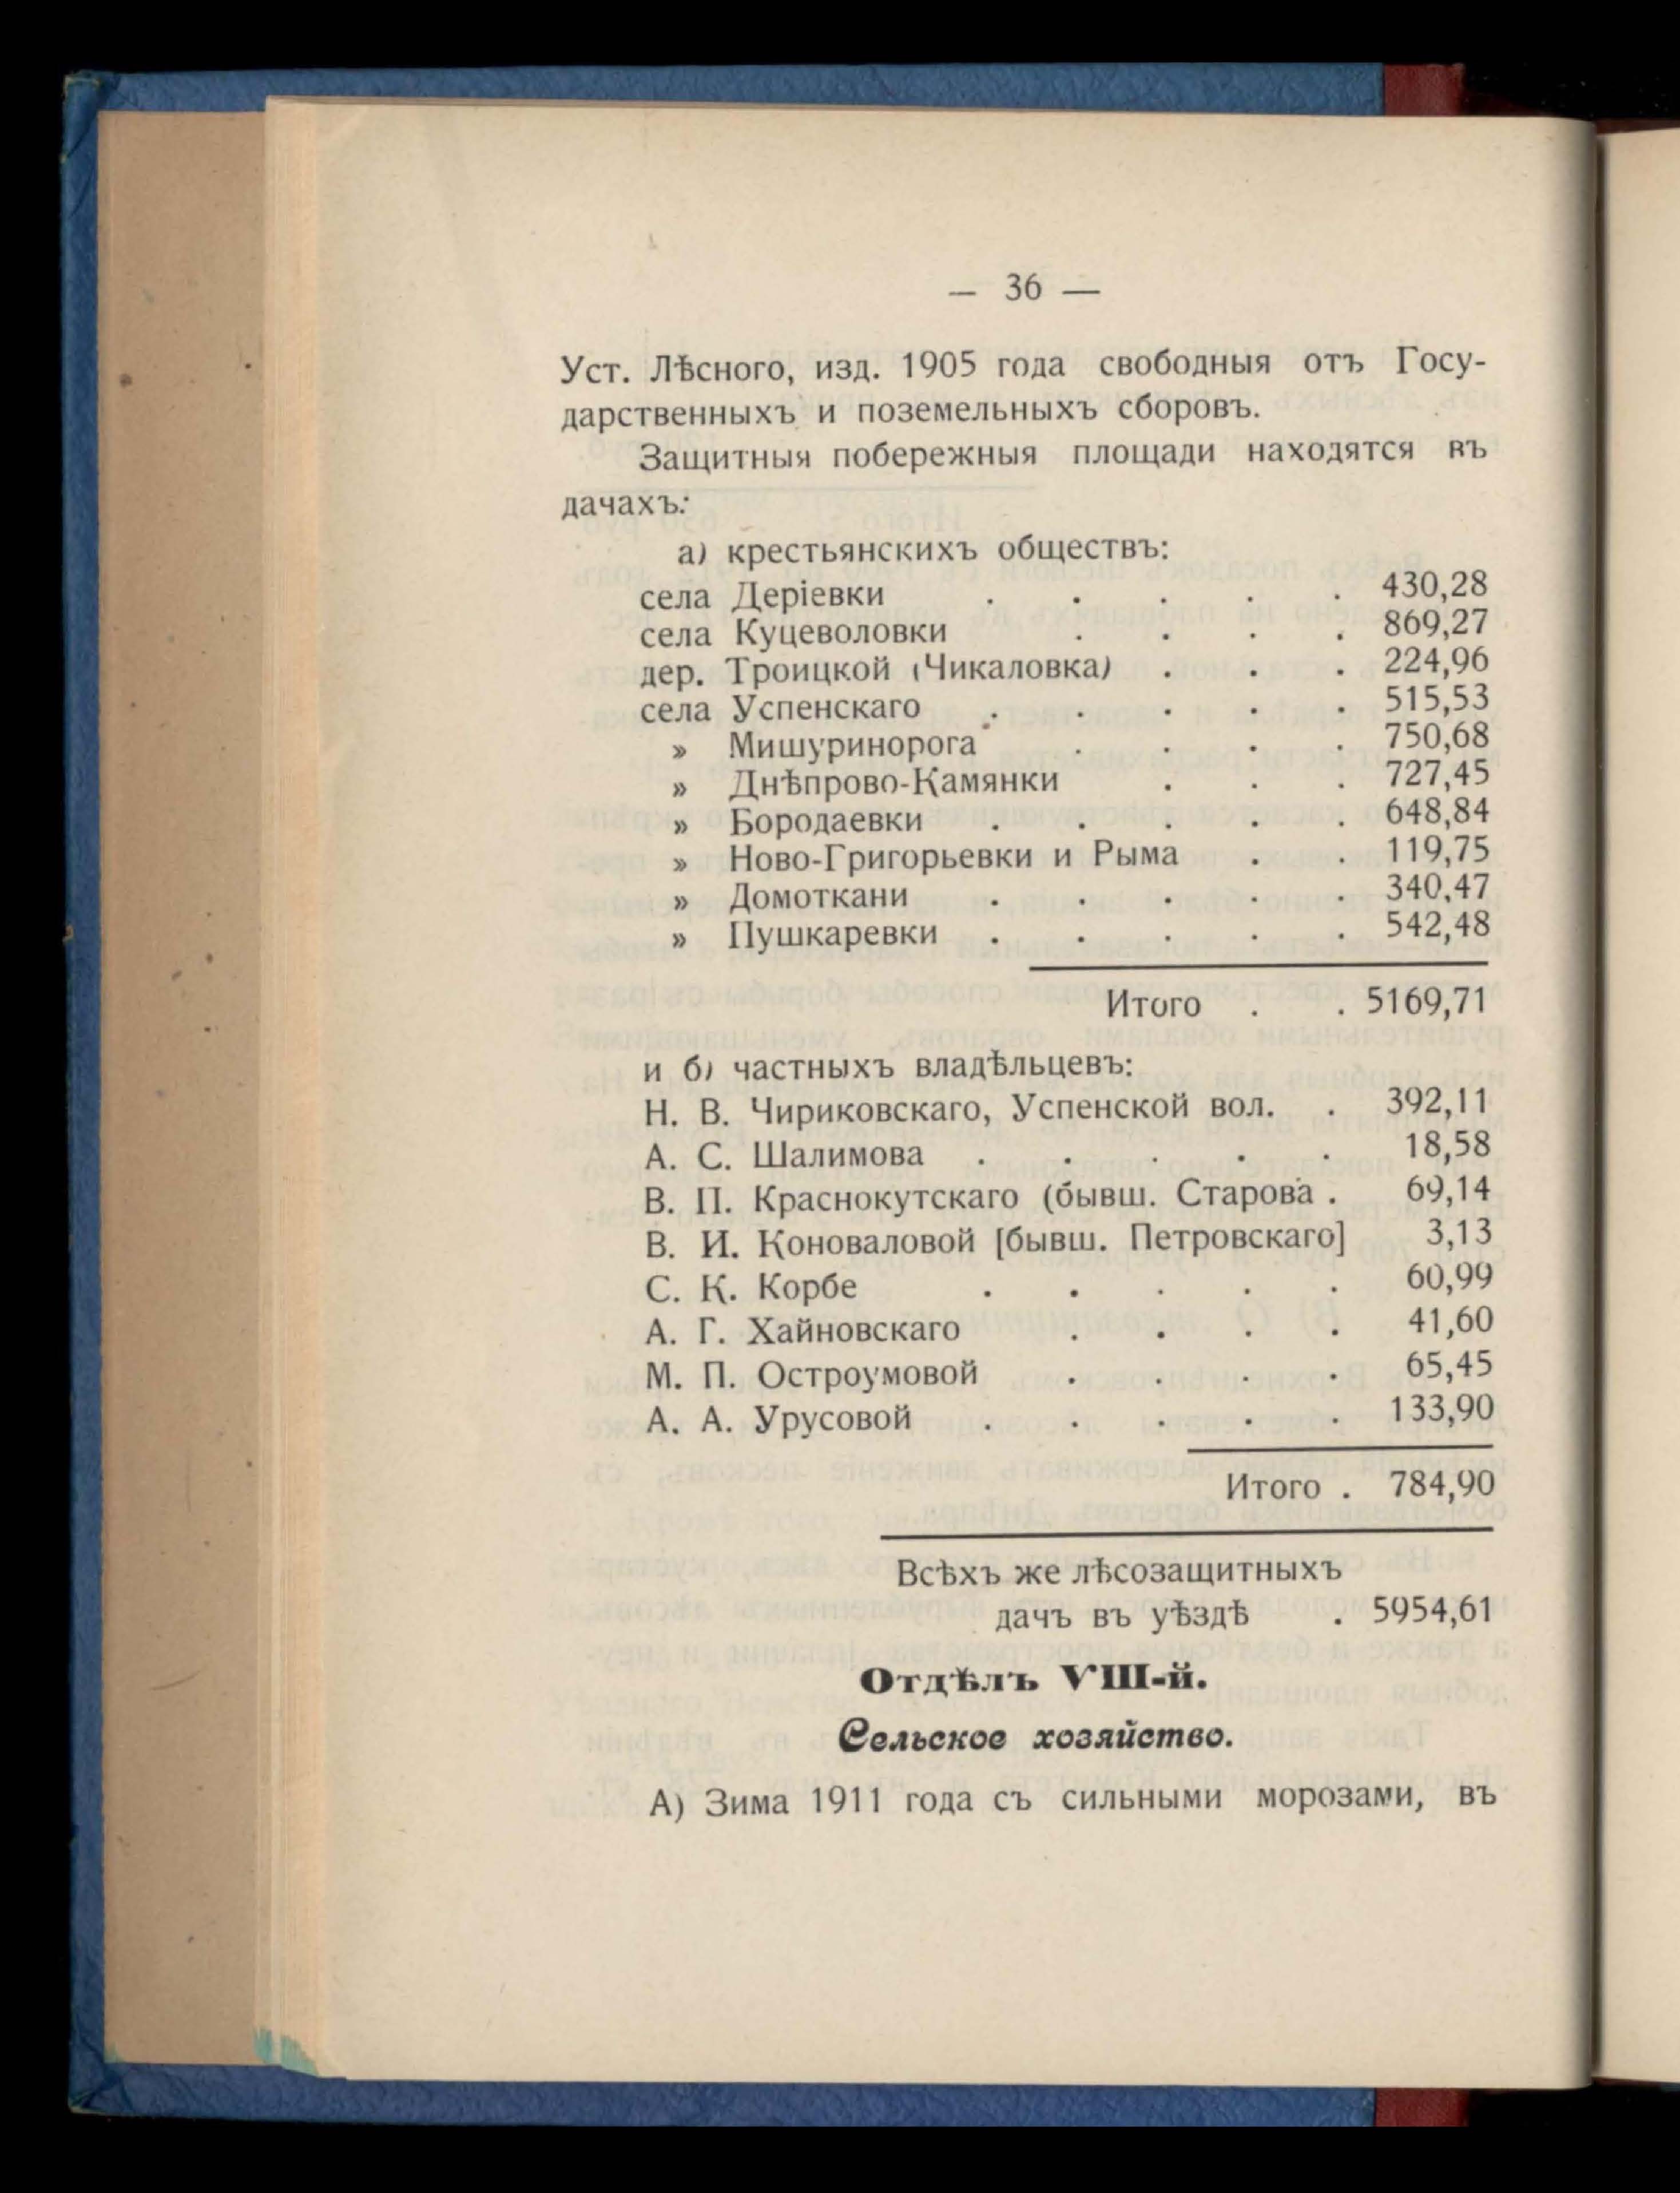 — 36 —
Уст. Лѣсного, изд. 1905 года свободныя отъ Госу-
дарственныхъ и поземельныхъ сборовъ.
Защитныя побережныя площади находятся въ
дачахъ:
а) крестьянскихъ обществъ:
села Деріевки . . . . . 430,28
села Куцеволовки . . . . 869,27
дер. Троицкой (Чикаловка) . . . 224,96
села Успенскаго . . . . . 515,53
» Мишуринорога . . . . 750,68
» Днѣпрово-Камянки . . . 727,45
» Бородаевки . . . . . 648,84
» Ново-Григорьевки и Рыма . . 119,75
» Домоткани . . . . . 340,47
» Пушкаревки . . . . . 542,48
Итого . . 5169,71
и б) частныхъ владѣльцевъ:
Н. В. Чириковскаго, Успенской вол. . 392,11
А. С. Шалимова . . . . . 18,58
В. П. Краснокутскаго (бывш. Старова . 69,14
В. И. Коноваловой [бывш. Петровскаго] 3,13
С. К. Корбе . . . . . 60,99
А. Г. Хайновскаго . . . . 41,60
М. П. Остроумовой . . . . 65,45
А. А. Урусовой . . . . . 133,90
Итого . 784,90
Всѣхъ же лѣсозащитныхъ
дачъ въ уѣздѣ . 5954,61
Отдѣлъ VIII-й.
Сельское хозяйство.
А) Зима 1911 года съ сильными морозами, въ